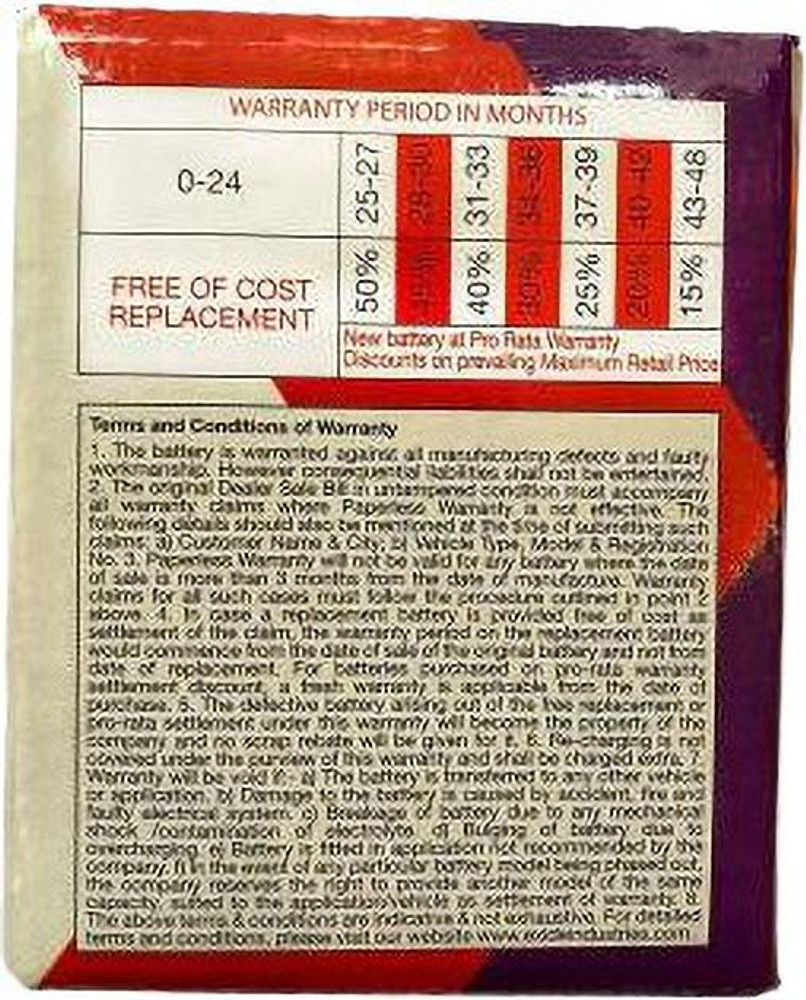 WARRANTY PERIOD IN MONTHS
0-24
25-27 28-30 31-33 34-36 37-39 40-42 43-48
FREE OF COST
REPLACEMENT
50% 45% 40% 30% 25% 20% 15%
New battery at Pro Rata Warranty
Discounts on prevailing Maximum Retail Price
Terms and Conditions of Warranty
1. The battery is warranted against all manufacturing defects and faulty
workmanship. However consequential liabilities shall not be entertained.
2. The original Dealer Sale Bill in untampered condition must accompany
all warranty claims where Paperless Warranty is not effective. The
following details should also be mentioned at the time of submitting such
claims: a) Customer Name & City; b) Vehicle Type, Model & Registration
No. 3. Paperless Warranty will not be valid for any battery where the date
of sale is more than 3 months from the date of manufacture. Warranty
claims for all such cases must follow the procedure outlined in point 2
above. 4. In case a replacement battery is provided free of cost as
settlement of the claim, the warranty period on the replacement battery
would commence from the date of sale of the original battery and not from
date of replacement. For batteries purchased on pro-rata warranty
settlement discount, a fresh warranty is applicable from the date of
purchase. 5. The defective battery arising out of the free replacement or
pro-rata settlement under this warranty will become the property of the
company and no scrap rebate will be given for it. 6. Re-charging is not
covered under the purview of this warranty and shall be charged extra. 7.
Warranty will be void if:- a) The battery is transferred to any other vehicle
or application. b) Damage to the battery is caused by accident, fire and
faulty electrical system. c) Breakage of battery due to any mechanical
shock /contamination of electrolyte. d) Bulging of battery due to
overcharging. e) Battery is fitted in application not recommended by the
company. f) In the event of any particular battery model being phased out,
the company reserves the right to provide another model of the same
capacity, suited to the application/vehicle as settlement of warranty. 8.
The above terms & conditions are indicative & not exhaustive. For detailed
terms and conditions, please visit our website www.exideindustries.com